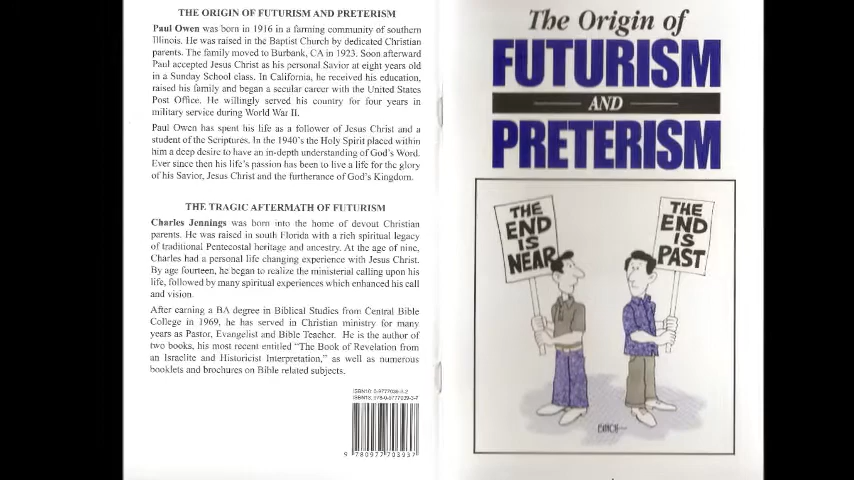 THE ORIGIN OF FUTURISM AND PRETERISM
Paul Owen was born in 1916 in a farming community of southern
Illinois. He was raised in the Baptist Church by dedicated Christian
parents. The family moved to Burbank, CA in 1923. Soon afterward
Paul accepted Jesus Christ as his personal Savior at eight years old
in a Sunday School class. In California, he received his education,
raised his family and began a secular career with the United States
Post Office. He willingly served his country for four years in
military service during World War II.
Paul Owen has spent his life as a follower of Jesus Christ and a
student of the Scriptures. In the 1940's the Holy Spirit placed within
him a deep desire to have an in-depth understanding of God's Word.
Ever since then his life's passion has been to live a life for the glory
of his Savior, Jesus Christ and the furtherance of God's Kingdom.
THE TRAGIC AFTERMATH OF FUTURISM
Charles Jennings was born into the home of devout Christian
parents. He was raised in south Florida with a rich spiritual legacy
of traditional Pentecostal heritage and ancestry. At the age of nine,
Charles had a personal life changing experience with Jesus Christ.
By age fourteen, he began to realize the ministerial calling upon his
life, followed by many spiritual experiences which enhanced his call
and vision.
After earning a BA degree in Biblical Studies from Central Bible
College in 1969, he has served in Christian ministry for many
years as Pastor, Evangelist and Bible Teacher. He is the author of
two books, his most recent entitled "The Book of Revelation from
an Israelite and Historicist Interpretation," as well as numerous
booklets and brochures on Bible related subjects.
9 780977 703937
The Origin of
FUTURISM
AND
PRETERISM
THE
END
IS
NEAR
THE
END
IS
PAST